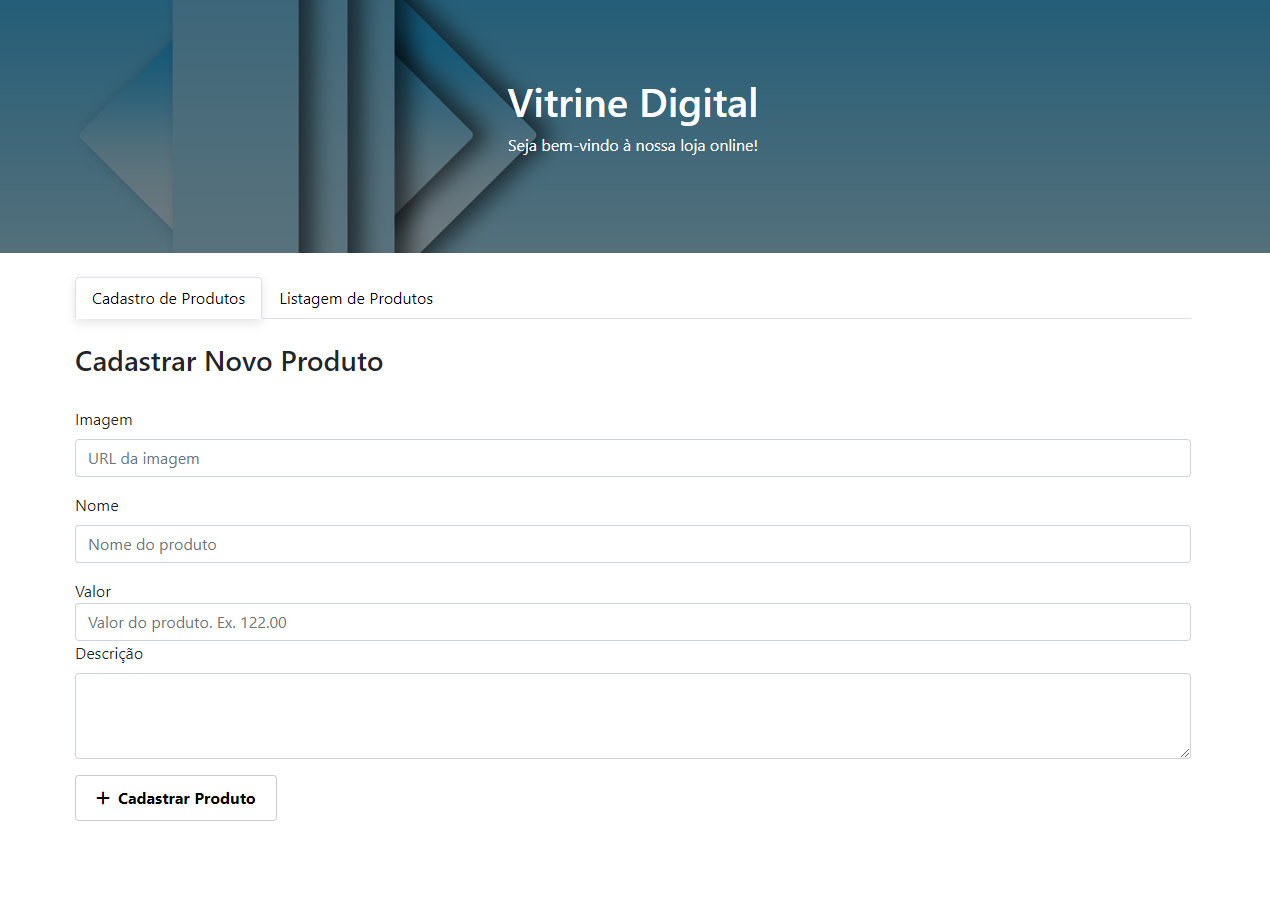 Vitrine Digital
Seja bem-vindo à nossa loja online!
Cadastro de Produtos
Listagem de Produtos
Cadastrar Novo Produto
Imagem
URL da imagem
Nome
Nome do produto
Valor
Valor do produto. Ex. 122.00
Descrição
Cadastrar Produto